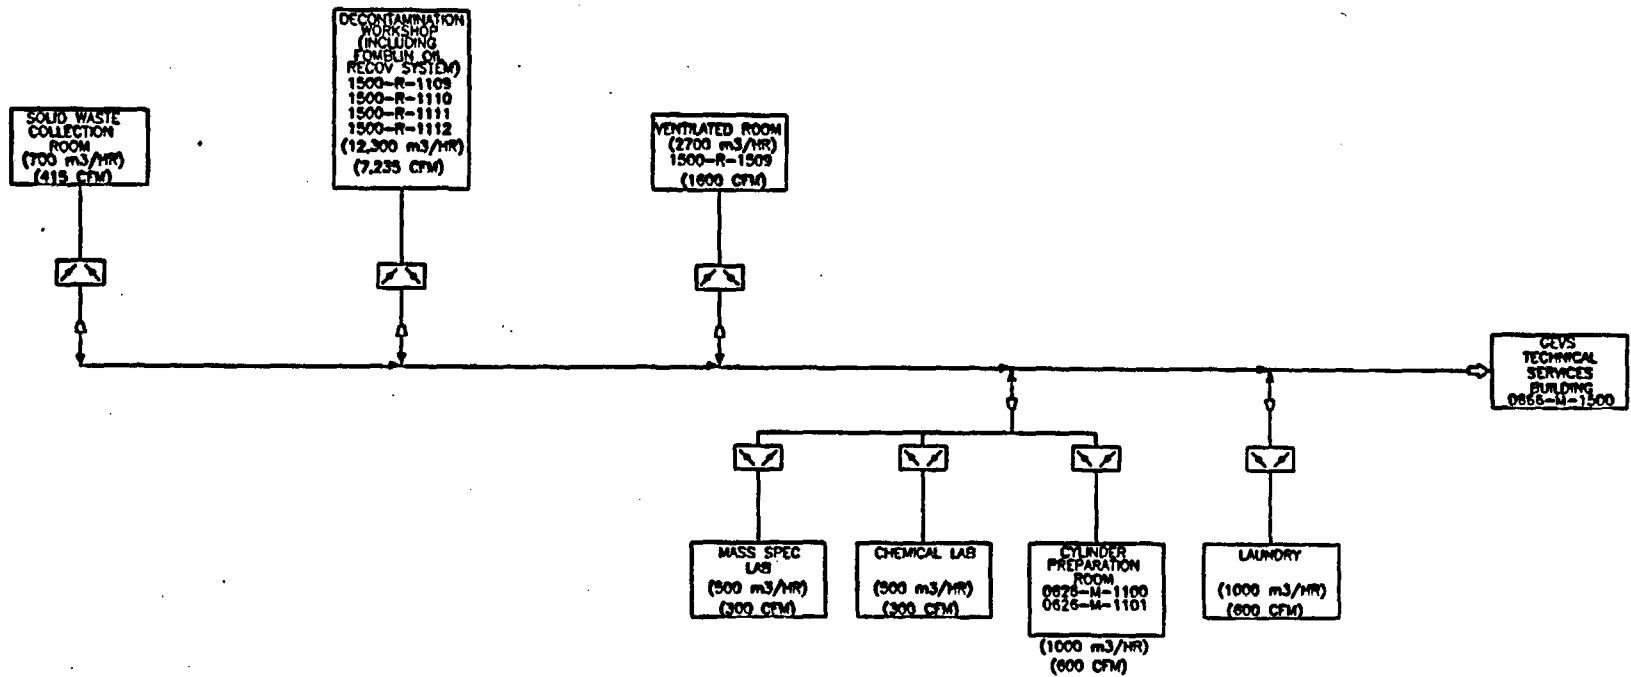 SOLID WASTE
COLLECTION
ROOM
(700 m3/HR)
(415 CFM)
DECONTAMINATION
WORKSHOP
(INCLUDING
FOMBLIN OIL
RECOV SYSTEM)
1500-R-1109
1500-R-1110
1500-R-1111
1500-R-1112
(12,300 m3/HR)
(7,235 CFM)
VENTILATED ROOM
(2700 m3/HR)
1500-R-1509
(1600 CFM)
GEVS
TECHNICAL
SERVICES
BUILDING
0666-M-1500
MASS SPEC
LAB
(500 m3/HR)
(300 CFM)
CHEMICAL LAB
(500 m3/HR)
(300 CFM)
CYLINDER
PREPARATION
ROOM
0626-M-1100
0626-M-1101
(1000 m3/HR)
(600 CFM)
LAUNDRY
(1000 m3/HR)
(600 CFM)